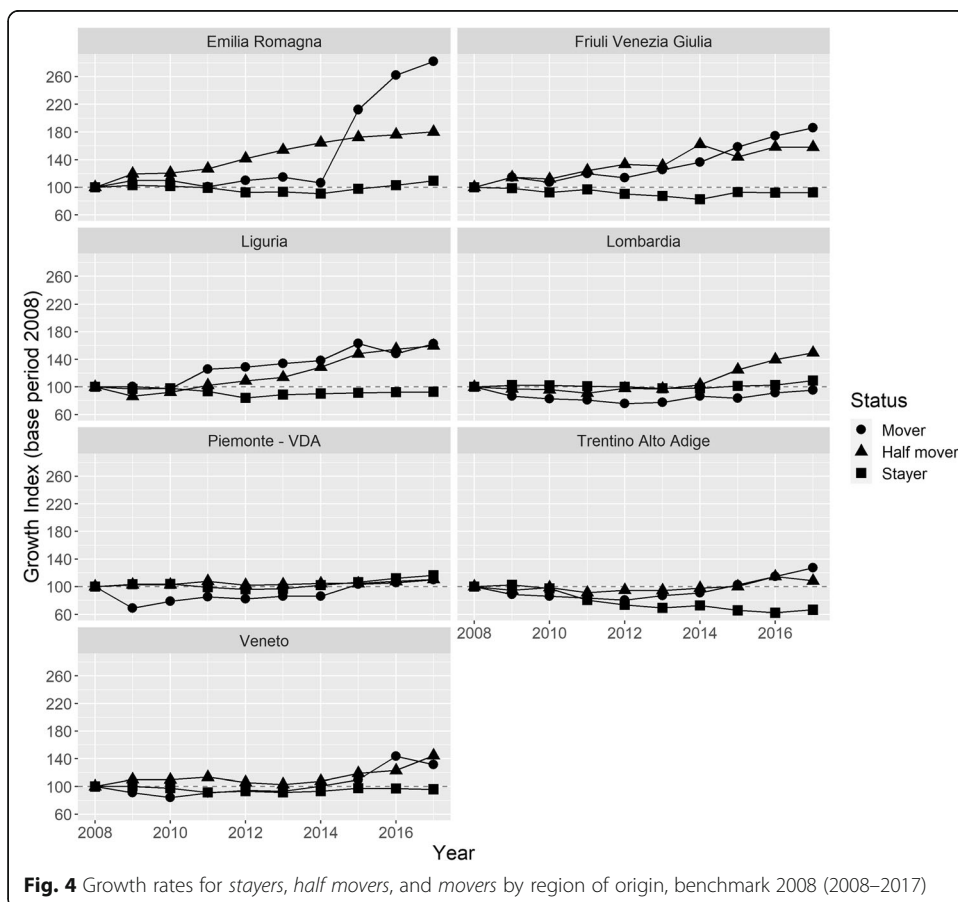 Emilia Romagna
Friuli Venezia Giulia
260
220
180
140
100
60
Liguria
Lombardia
260
220
180
140
100
60
Piemonte - VDA
Trentino Alto Adige
260
220
180
140
100
60
2008 2010 2012 2014 2016
Veneto
260
220
180
140
100
60
2008 2010 2012 2014 2016
Growth Index (base period 2008)
Year
Status
Mover
Half mover
Stayer
Fig. 4 Growth rates for stayers, half movers, and movers by region of origin, benchmark 2008 (2008–2017)